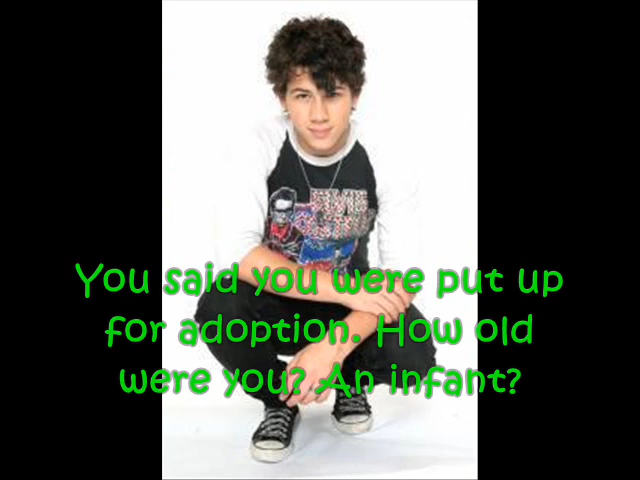 You said you were put up
for adoption. How old
were you? An infant?